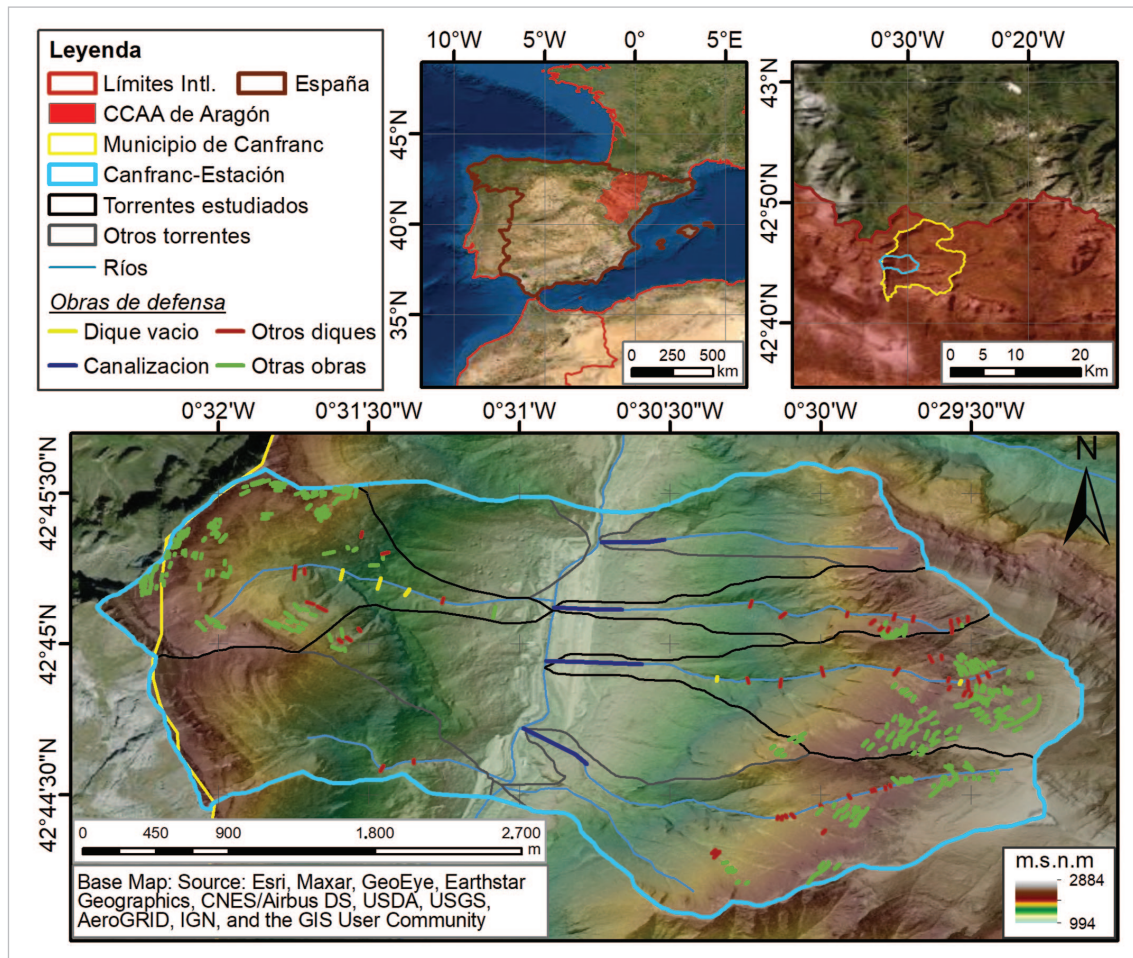 Leyenda
Límites Intl. España
CCAA de Aragón
Municipio de Canfranc
Canfranc-Estación
Torrentes estudiados
Otros torrentes
Ríos
Obras de defensa
Dique vacio Otros diques
Canalizacion Otras obras
10°W 5°W 0° 5°E
45°N
40°N
35°N
0 250 500
km
0°30'W 0°20'W
43°N
42°50'N
42°40'N
0 5 10 20
Km
0°32'W 0°31'30"W 0°31'W 0°30'30"W 0°30'W 0°29'30"W
42°45'30"N
42°45'N
42°44'30"N
N
0 450 900 1.800 2.700
m
Base Map: Source: Esri, Maxar, GeoEye, Earthstar
Geographics, CNES/Airbus DS, USDA, USGS,
AeroGRID, IGN, and the GIS User Community
m.s.n.m
2884
994